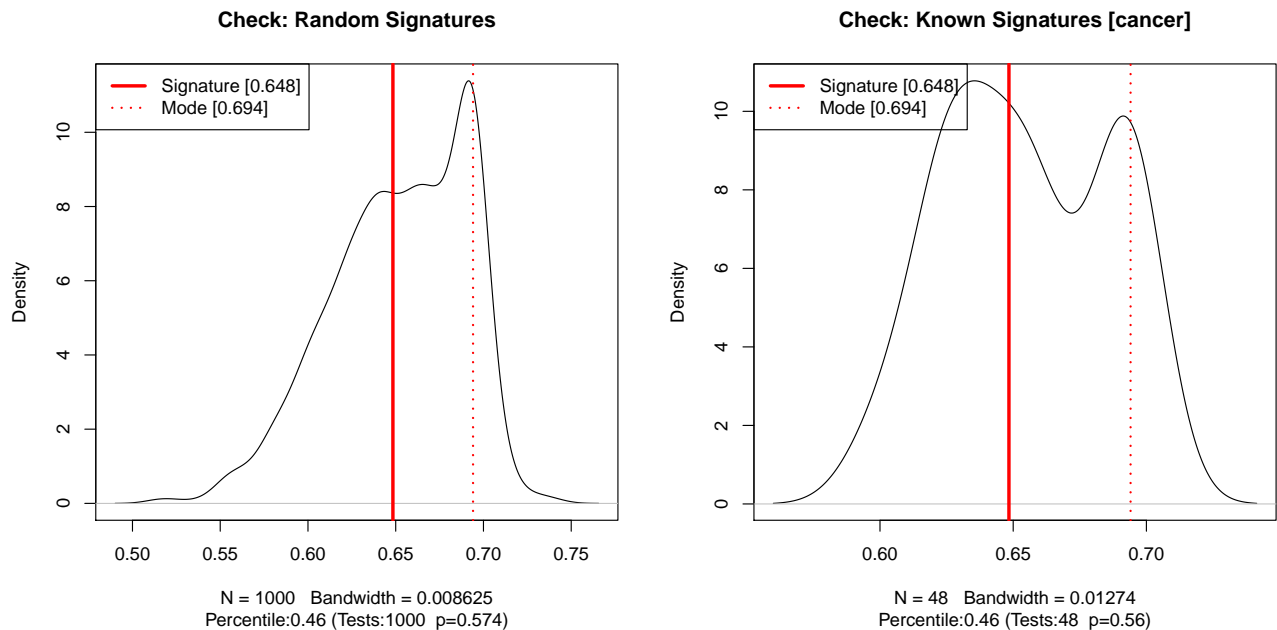 Check: Random Signatures
Signature [0.648]
Mode [0.694]
Density
0
2
4
6
8
10
0.50
0.55
0.60
0.65
0.70
0.75
N = 1000   Bandwidth = 0.008625
Percentile:0.46 (Tests:1000  p=0.574)
Check: Known Signatures [cancer]
Signature [0.648]
Mode [0.694]
Density
0
2
4
6
8
10
0.60
0.65
0.70
N = 48   Bandwidth = 0.01274
Percentile:0.46 (Tests:48  p=0.56)